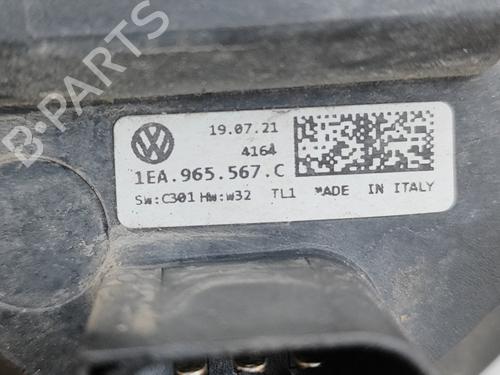 B-PARTS
19.07.21
4164
1EA.965.567.C
SW:C301 HW:W32 TL1 MADE IN ITALY